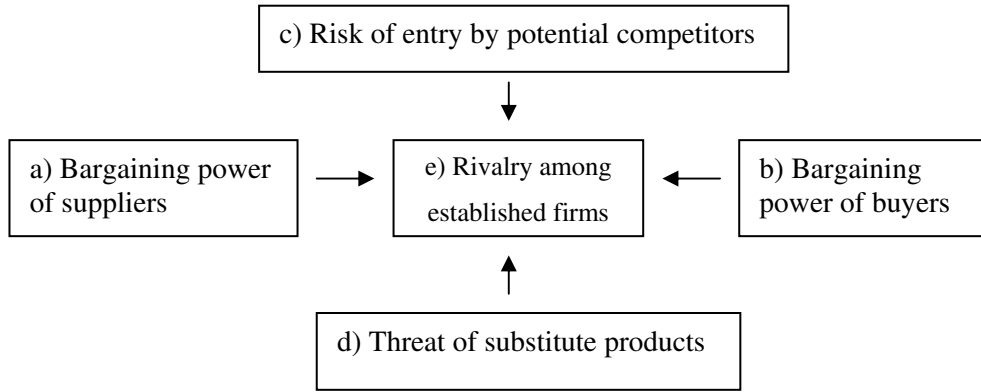 c) Risk of entry by potential competitors
a) Bargaining power
of suppliers
e) Rivalry among
established firms
b) Bargaining
power of buyers
d) Threat of substitute products